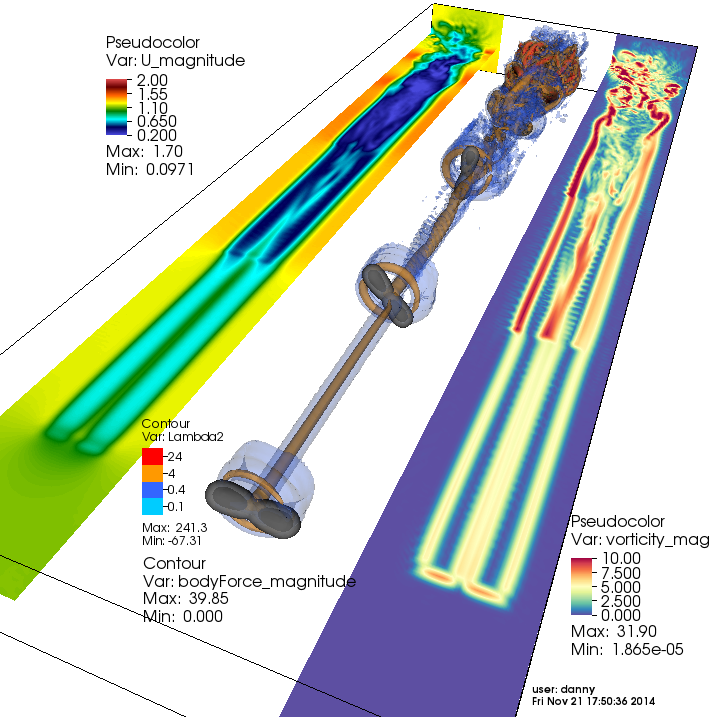 Pseudocolor
Var: U_magnitude
2.00
1.55
1.10
0.650
0.200
Max: 1.70
Min: 0.0971
Contour
Var: Lambda2
24
4
0.4
0.1
Max: 241.3
Min: -67.31
Contour
Var: bodyForce_magnitude
Max: 39.85
Min: 0.000
Pseudocolor
Var: vorticity_mag
10.00
7.500
5.000
2.500
0.000
Max: 31.90
Min: 1.865e-05
user: danny
Fri Nov 21 17:50:36 2014